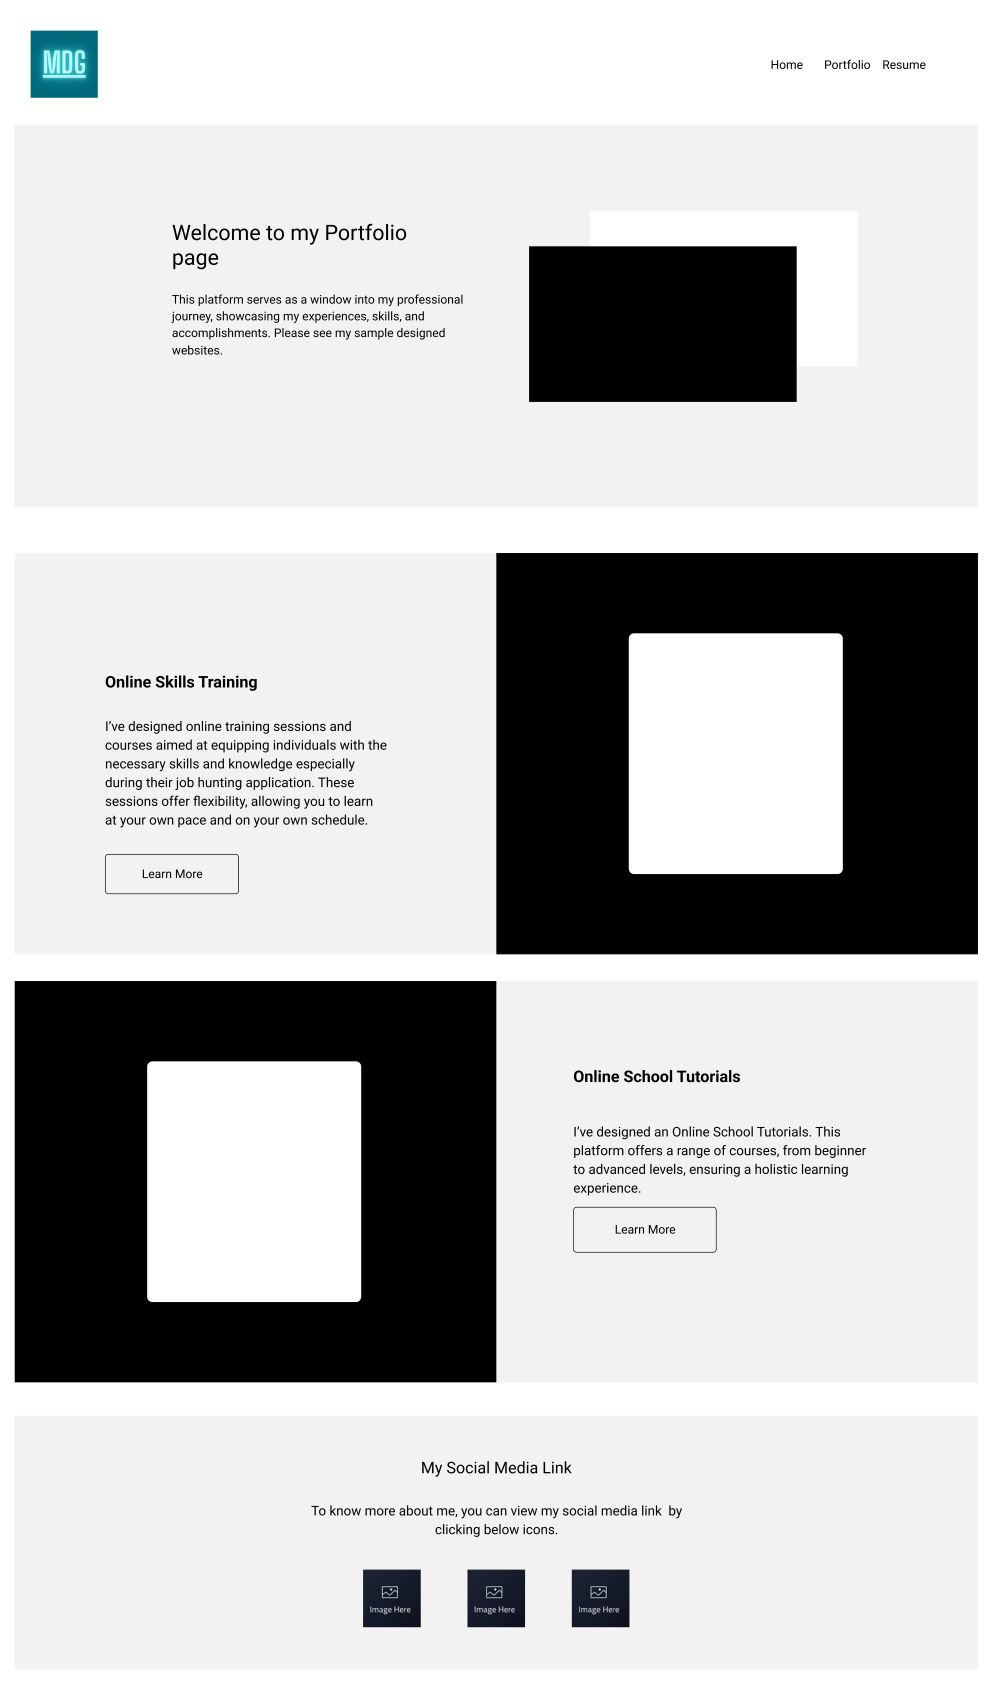 MDG
Home Portfolio Resume
Welcome to my Portfolio
page
This platform serves as a window into my professional
journey, showcasing my experiences, skills, and
accomplishments. Please see my sample designed
websites.
Online Skills Training
I’ve designed online training sessions and
courses aimed at equipping individuals with the
necessary skills and knowledge especially
during their job hunting application. These
sessions offer flexibility, allowing you to learn
at your own pace and on your own schedule.
Learn More
Online School Tutorials
I’ve designed an Online School Tutorials. This
platform offers a range of courses, from beginner
to advanced levels, ensuring a holistic learning
experience.
Learn More
My Social Media Link
To know more about me, you can view my social media link  by
clicking below icons.
Image Here Image Here Image Here